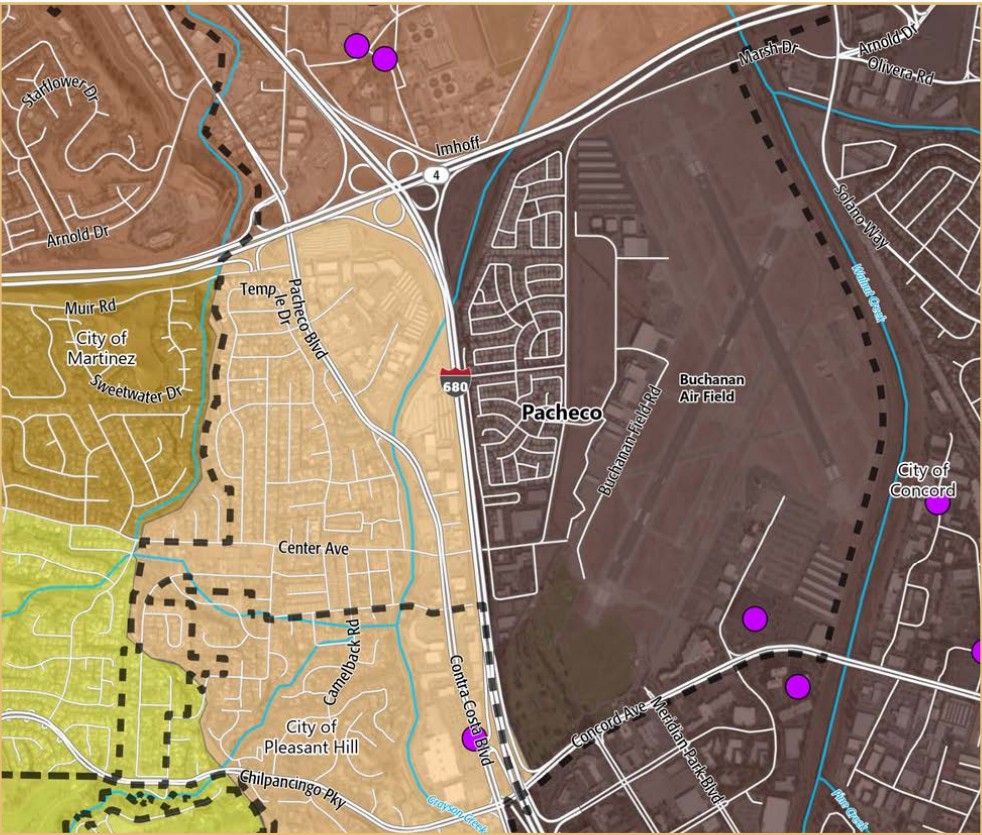 Marsh Dr
Arnold Dr
Olivera Rd
Starflower Dr
Imhoff
4
Solano Way
Arnold Dr
Walnut Creek
Muir Rd
Temp
le Dr
Pacheco Blvd
City of
Martinez
Sweetwater Dr
680
Buchanan
Air Field
Pacheco
Buchanan Field Rd
City of
Concord
Center Ave
Camelback Rd
Contra Costa Blvd
Concord Ave
Meridian Park Blvd
City of
Pleasant Hill
Chilpancingo Pky
Grayson Creek
Pine Creek